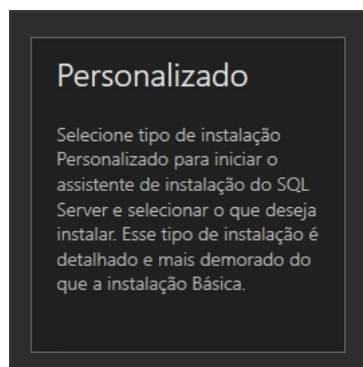 Personalizado
Selecione tipo de instalação
Personalizado para iniciar o
assistente de instalação do SQL
Server e selecionar o que deseja
instalar. Esse tipo de instalação é
detalhado e mais demorado do
que a instalação Básica.